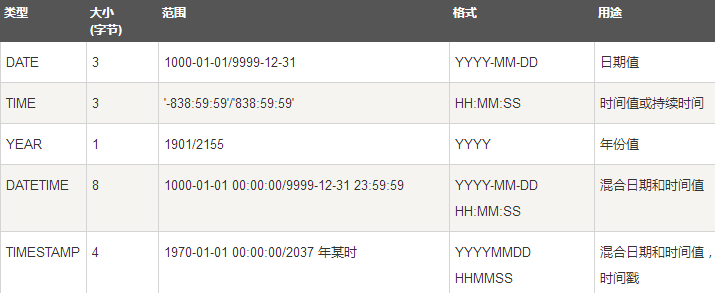 类型 大小 范围 格式 用途
(字节)
DATE 3 1000-01-01/9999-12-31 YYYY-MM-DD 日期值
TIME 3 '-838:59:59'/'838:59:59' HH:MM:SS 时间值或持续时间
YEAR 1 1901/2155 YYYY 年份值
DATETIME 8 1000-01-01 00:00:00/9999-12-31 23:59:59 YYYY-MM-DD 混合日期和时间值
HH:MM:SS
TIMESTAMP 4 1970-01-01 00:00:00/2037 年某时 YYYYMMDD 混合日期和时间值，
HHMMSS 时间戳